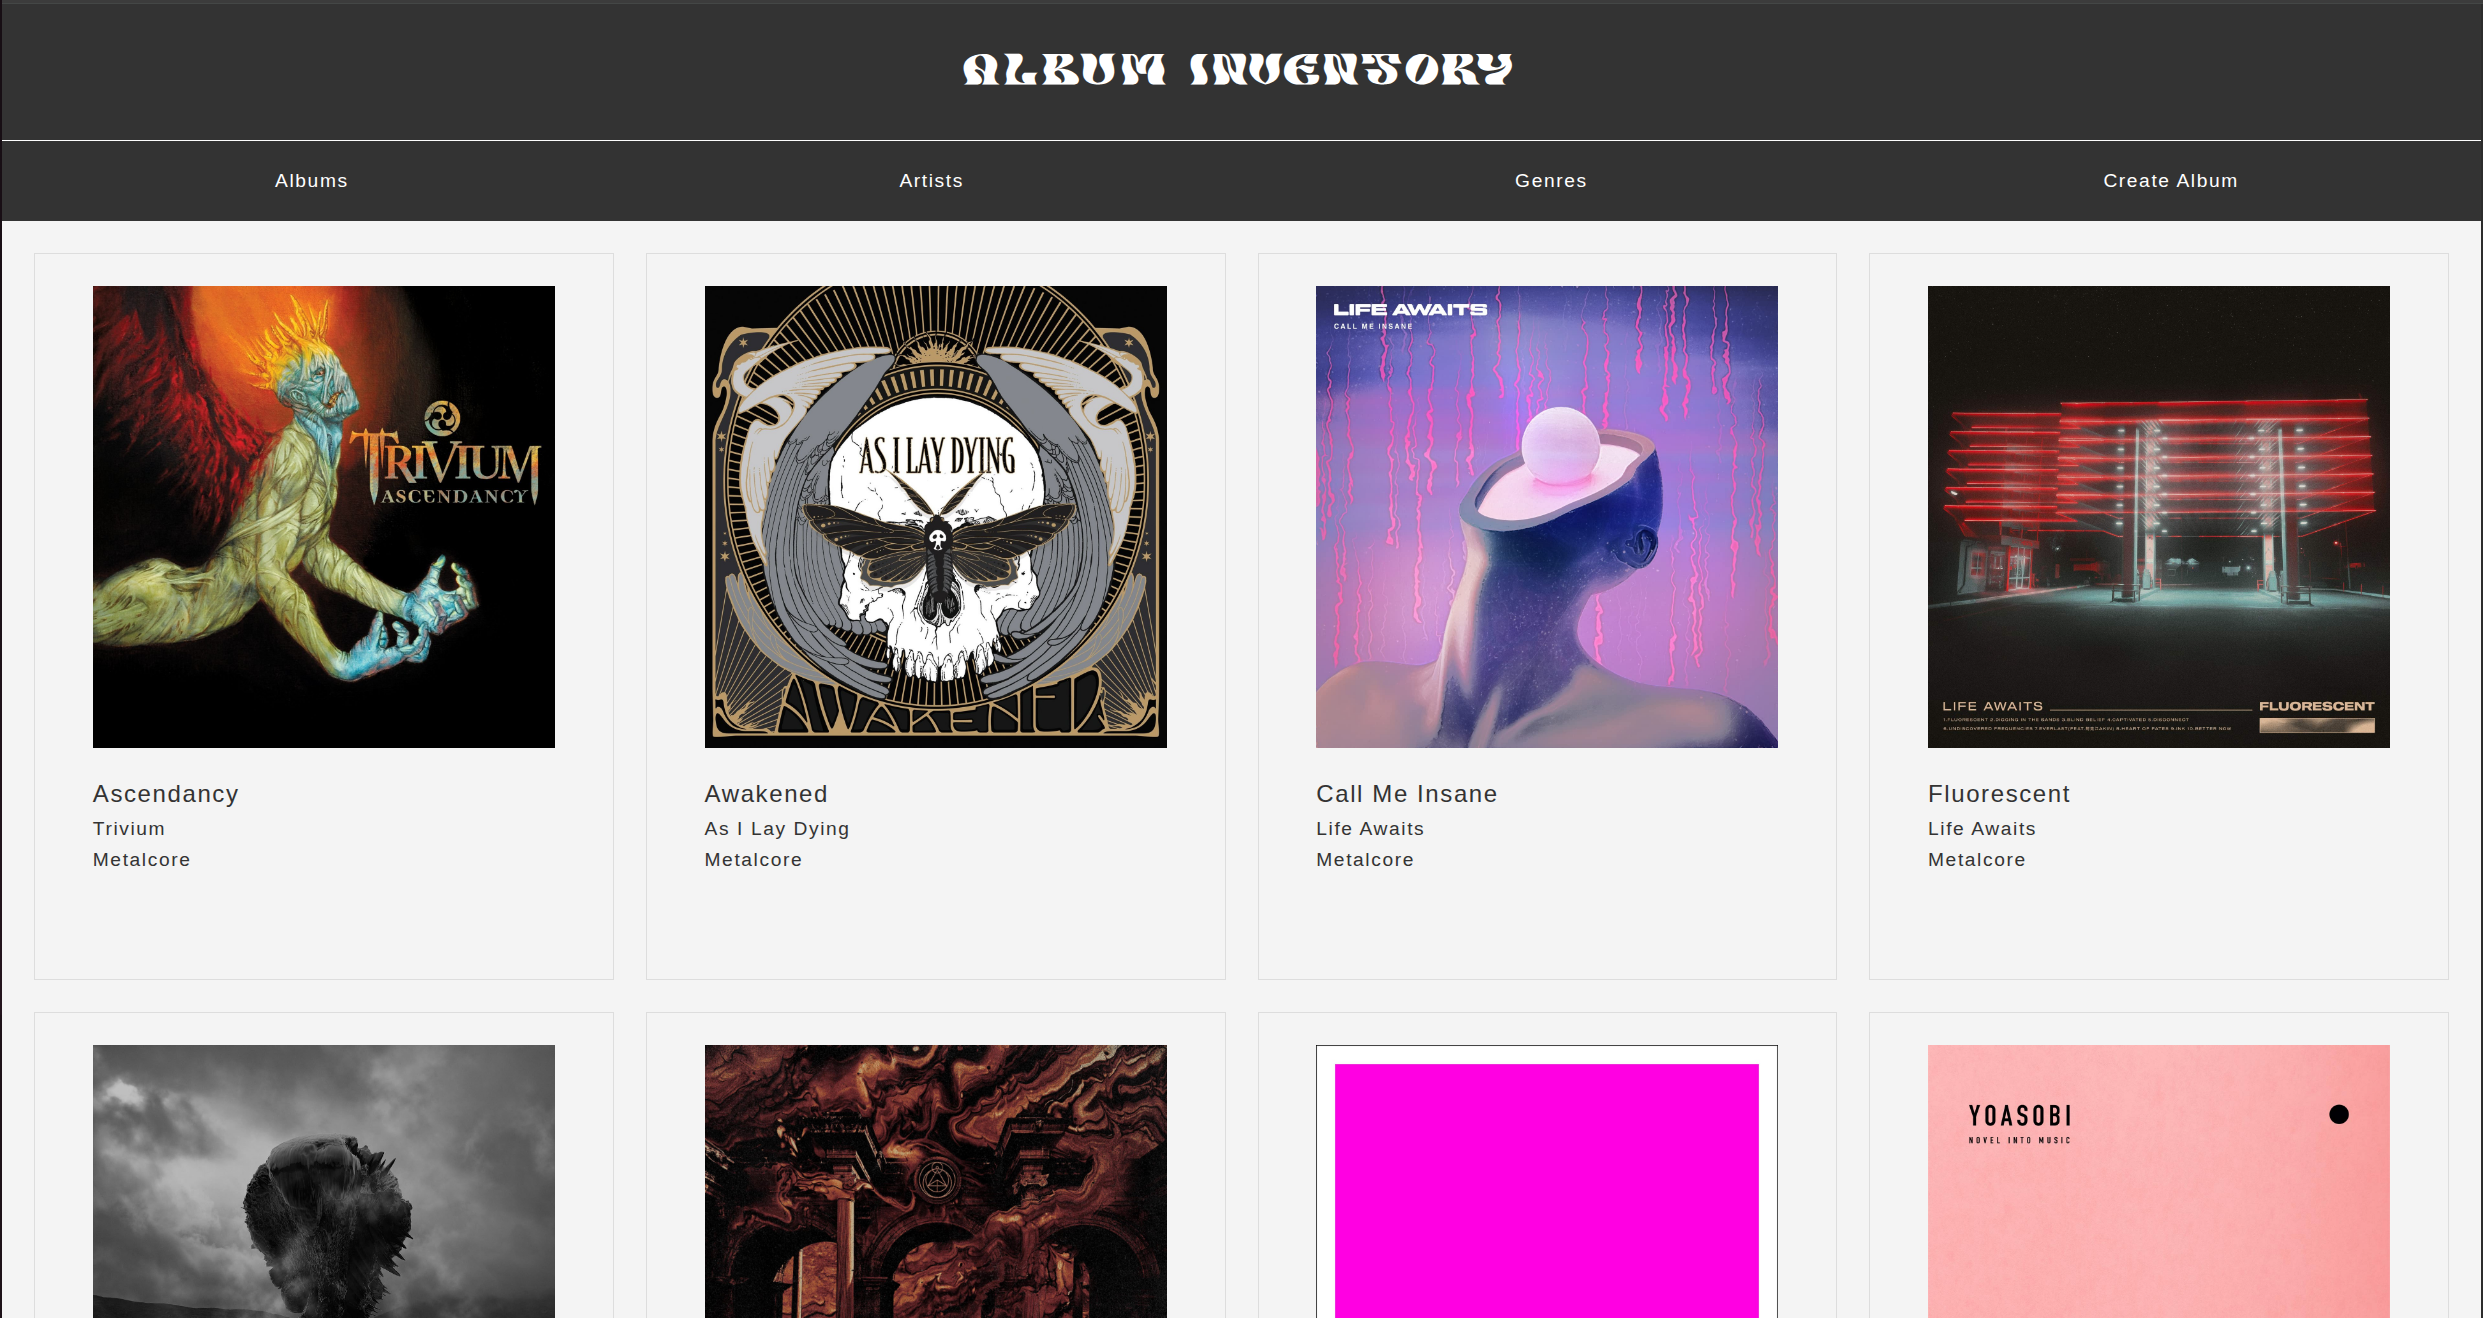 ALBUM INVENTORY
Albums
Artists
Genres
Create Album
TRIVIUM
ASCENDANCY
AS I LAY DYING
AWAKENED
LIFE AWAITS
CALL ME INSANE
LIFE AWAITS
FLUORESCENT
Ascendancy
Trivium
Metalcore
Awakened
As I Lay Dying
Metalcore
Call Me Insane
Life Awaits
Metalcore
Fluorescent
Life Awaits
Metalcore
YOASOBI
NOVEL INTO MUSIC